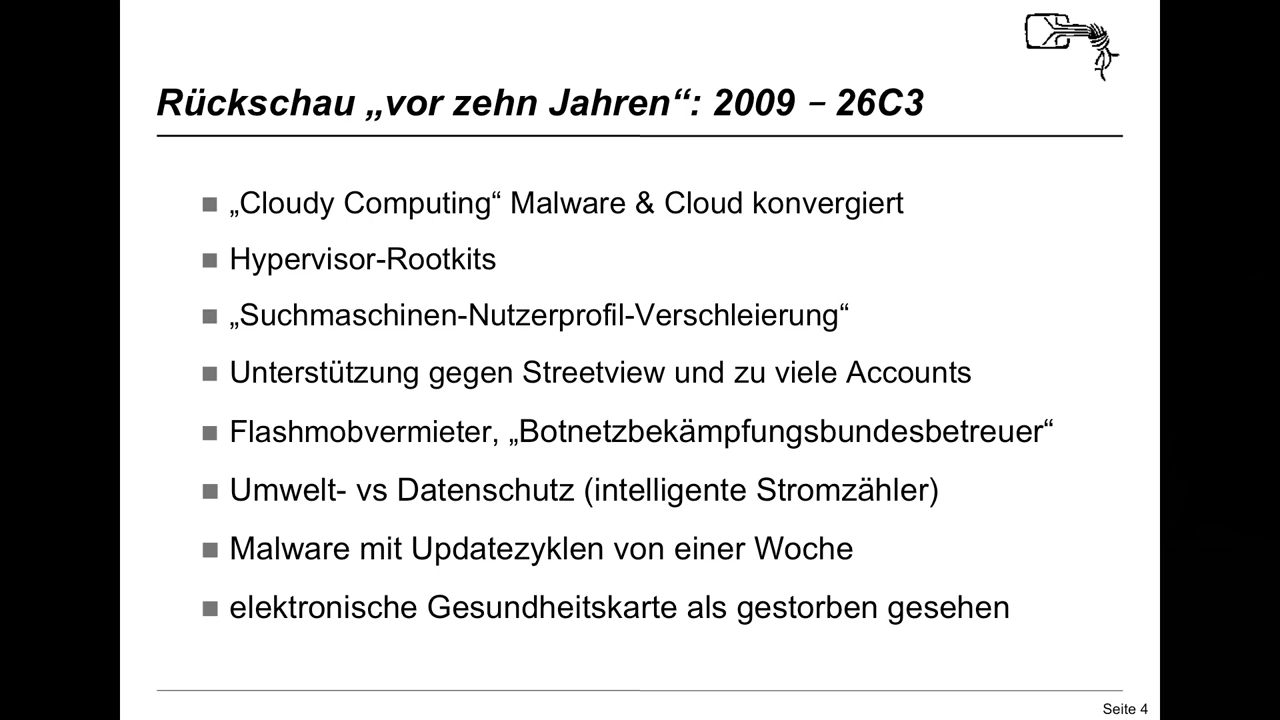 Rückschau „vor zehn Jahren“: 2009 – 26C3
„Cloudy Computing“ Malware & Cloud konvergiert
Hypervisor-Rootkits
„Suchmaschinen-Nutzerprofil-Verschleierung“
Unterstützung gegen Streetview und zu viele Accounts
Flashmobvermieter, „Botnetzbekämpfungsbundesbetreuer“
Umwelt- vs Datenschutz (intelligente Stromzähler)
Malware mit Updatezyklen von einer Woche
elektronische Gesundheitskarte als gestorben gesehen
Seite 4